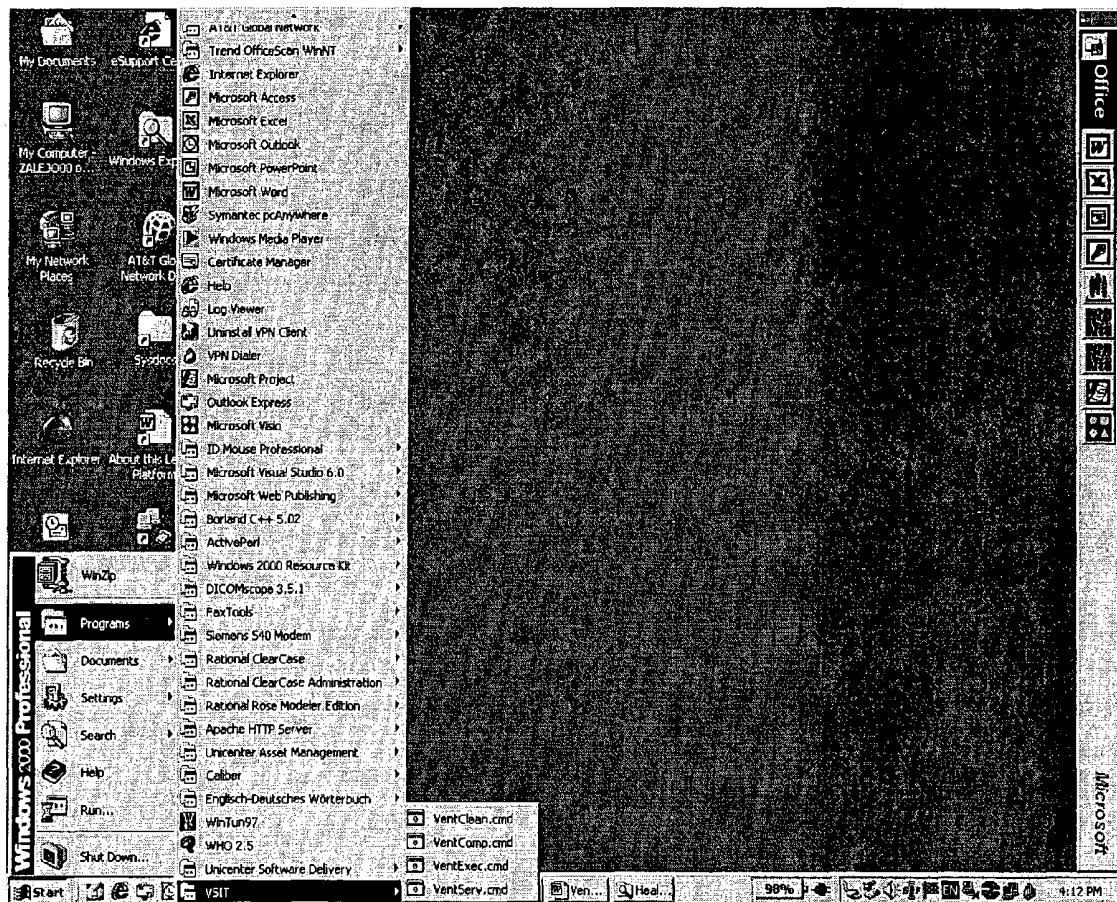 My Documents
eSupport Ce
My Computer -
ZALEJO00 o...
Windows Exp
My Network
Places
AT&T Glo
Network D
Recycle Bin
Sysdocs
Internet Explorer
About this La
Platform
AT&T Global Network
Trend OfficeScan WinNT
Internet Explorer
Microsoft Access
Microsoft Excel
Microsoft Outlook
Microsoft PowerPoint
Microsoft Word
Symantec pcAnywhere
Windows Media Player
Certificate Manager
Help
Log Viewer
Uninstall VPN Client
VPN Dialer
Microsoft Project
Outlook Express
Microsoft Visio
ID Mouse Professional
Microsoft Visual Studio 6.0
Microsoft Web Publishing
Borland C++ 5.02
ActivePerl
Windows 2000 Resource Kit
DICOMscope 3.5.1
FaxTools
Siemens S40 Modem
Rational ClearCase
Rational ClearCase Administration
Rational Rose Modeler Edition
Apache HTTP Server
Unicenter Asset Management
Caliber
Englisch-Deutsches Wörterbuch
WinTun97
WHO 2.5
Unicenter Software Delivery
VSIT
VentClean.cmd
VentComp.cmd
VentExec.cmd
VentServ.cmd
Windows 2000 Professional
WinZip
Programs
Documents
Settings
Search
Help
Run...
Shut Down...
Office
Microsoft
Start
Ven...
Heal...
98%
EN
4:12 PM